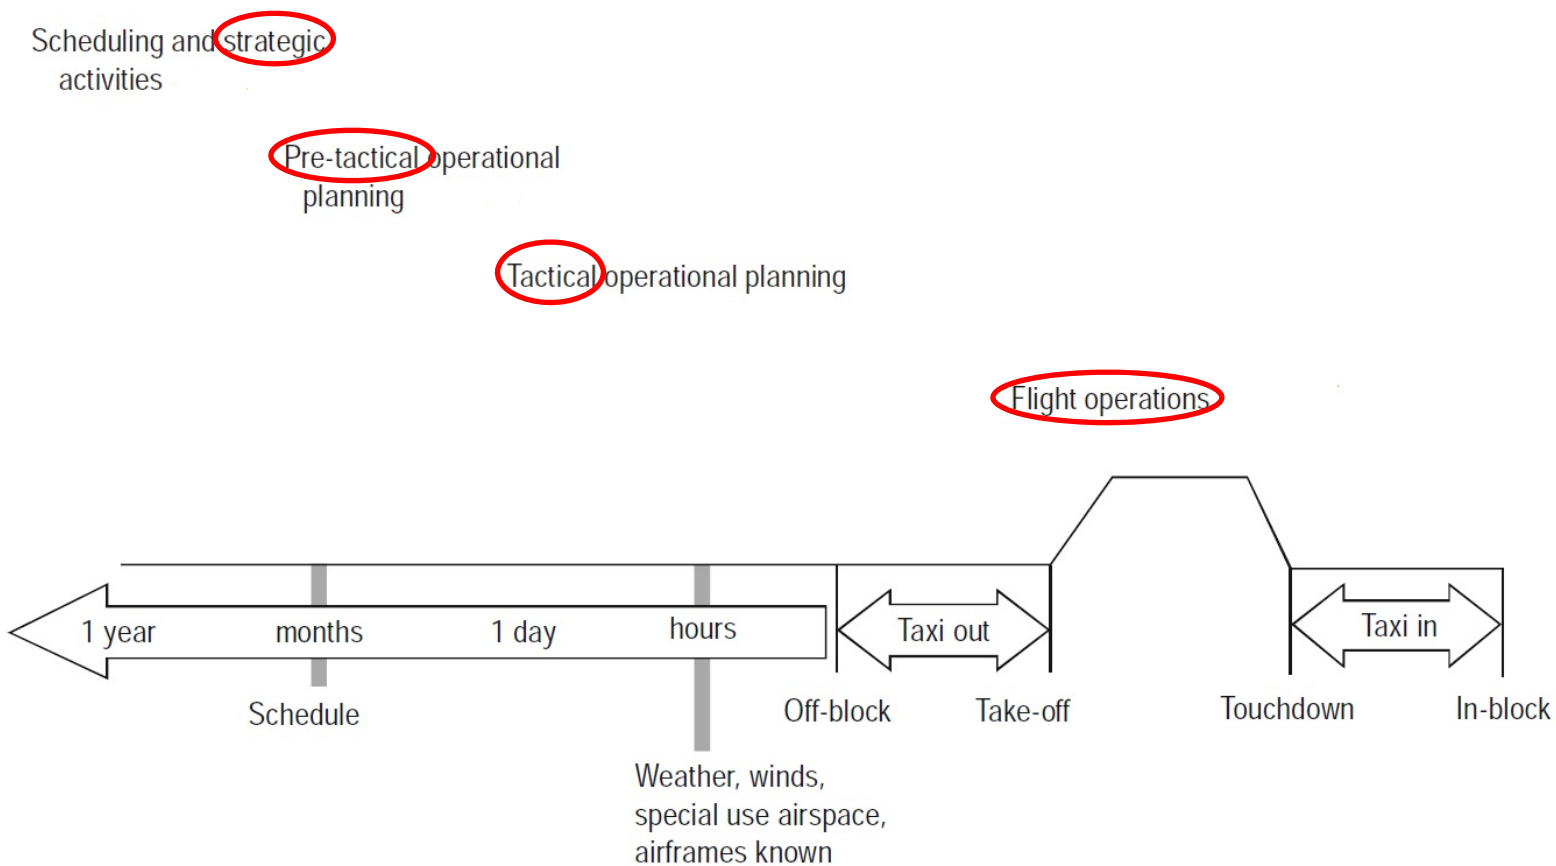 Scheduling and strategic
activities
Pre-tactical operational
planning
Tactical operational planning
Flight operations
1 year
months
1 day
hours
Taxi out
Taxi in
Schedule
Off-block
Take-off
Touchdown
In-block
Weather, winds,
special use airspace,
airframes known